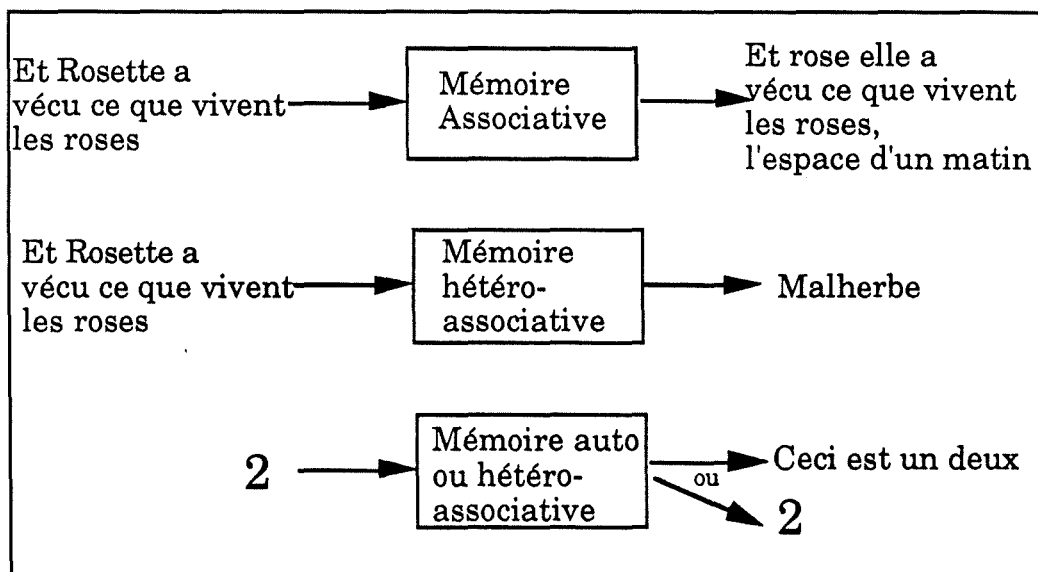 Et Rosette a
vécu ce que vivent
les roses
Mémoire
Associative
Et rose elle a
vécu ce que vivent
les roses,
l'espace d'un matin
Et Rosette a
vécu ce que vivent
les roses
Mémoire
hétéro-
associative
Malherbe
2
Mémoire auto
ou hétéro-
associative
Ceci est un deux
ou
2